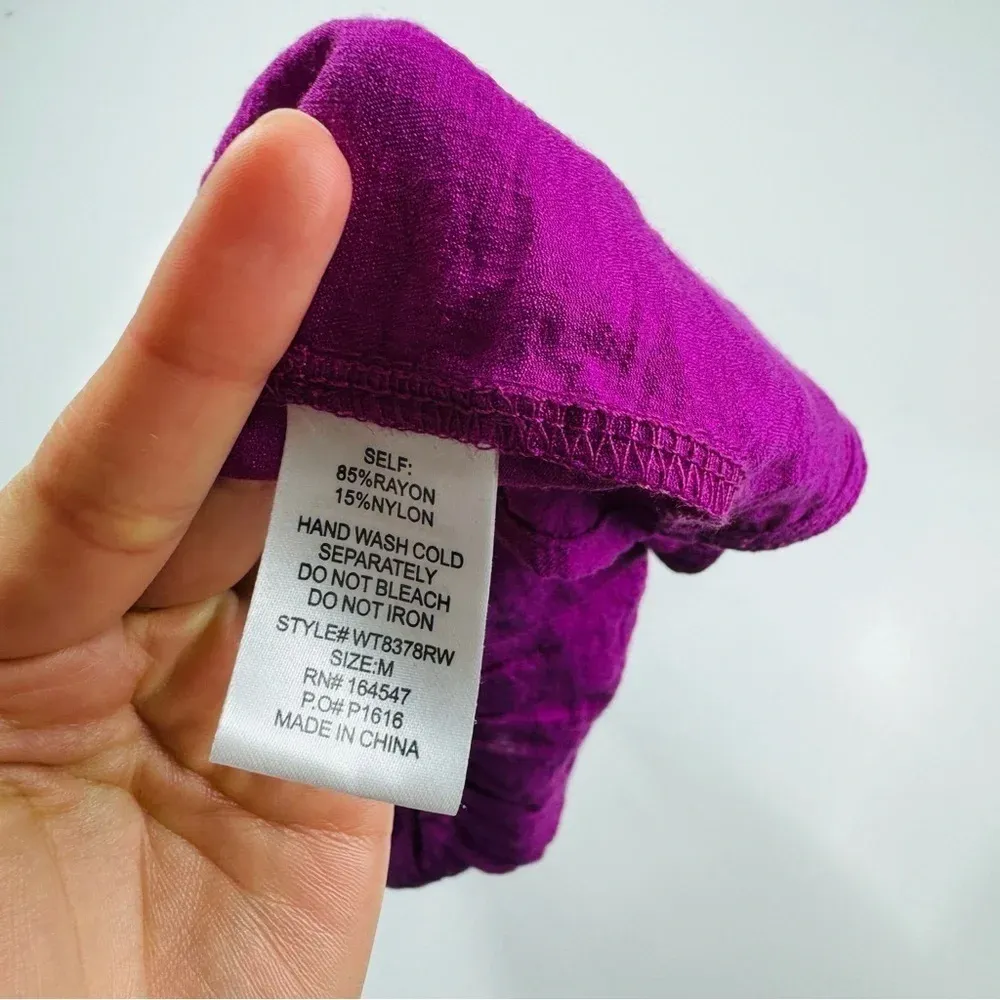 SELF:
85%RAYON
15%NYLON
HAND WASH COLD
SEPARATELY
DO NOT BLEACH
DO NOT IRON
STYLE# WT8378RW
SIZE:M
RN# 164547
P.O# P1616
MADE IN CHINA